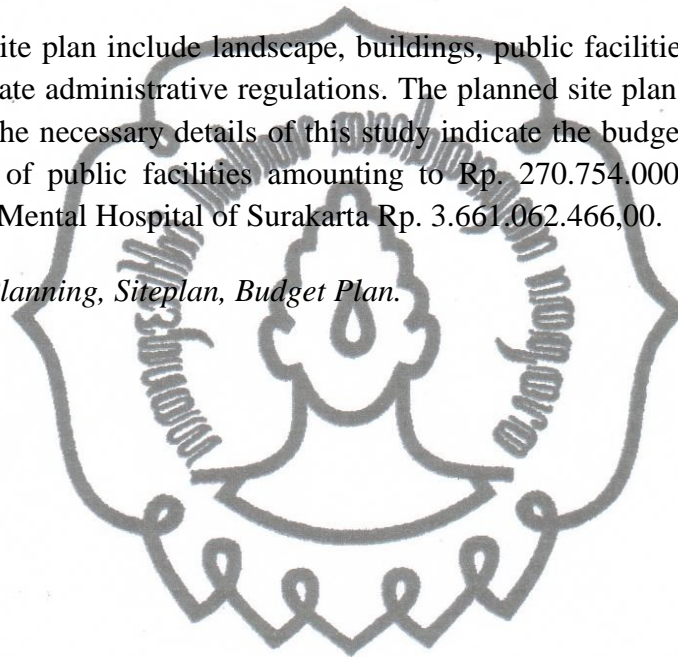 ite plan include landscape, buildings, public facilitie
ate administrative regulations. The planned site plan
he necessary details of this study indicate the budge
of public facilities amounting to Rp. 270.754.000
Mental Hospital of Surakarta Rp. 3.661.062.466,00.
lanning, Siteplan, Budget Plan.